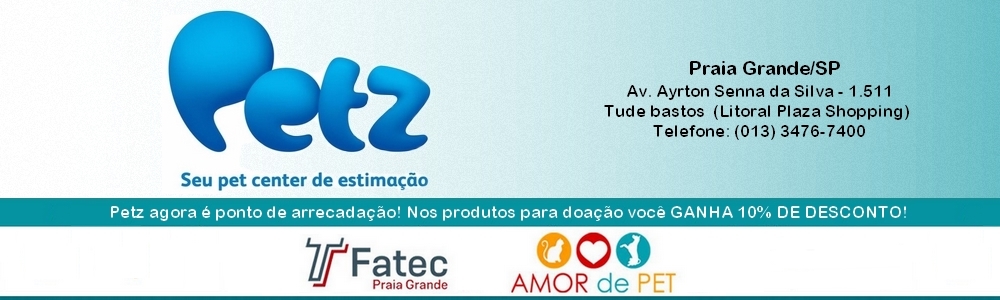 Petz
Seu pet center de estimação
Praia Grande/SP
Av. Ayrton Senna da Silva - 1.511
Tude bastos (Litoral Plaza Shopping)
Telefone: (013) 3476-7400
Petz agora é ponto de arrecadação! Nos produtos para doação você GANHA 10% DE DESCONTO!
Fatec
Praia Grande
AMOR de PET